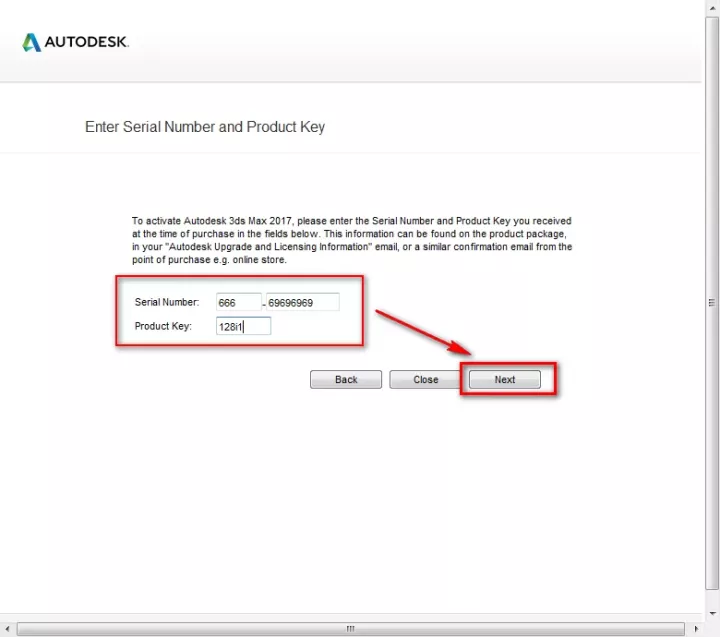 AUTODESK.
Enter Serial Number and Product Key
To activate Autodesk 3ds Max 2017, please enter the Serial Number and Product Key you received
at the time of purchase in the fields below. This information can be found on the product package,
in your "Autodesk Upgrade and Licensing Information" email, or a similar confirmation email from the
point of purchase e.g. online store.
Serial Number: 666 - 69696969
Product Key: 128i1
Back Close Next